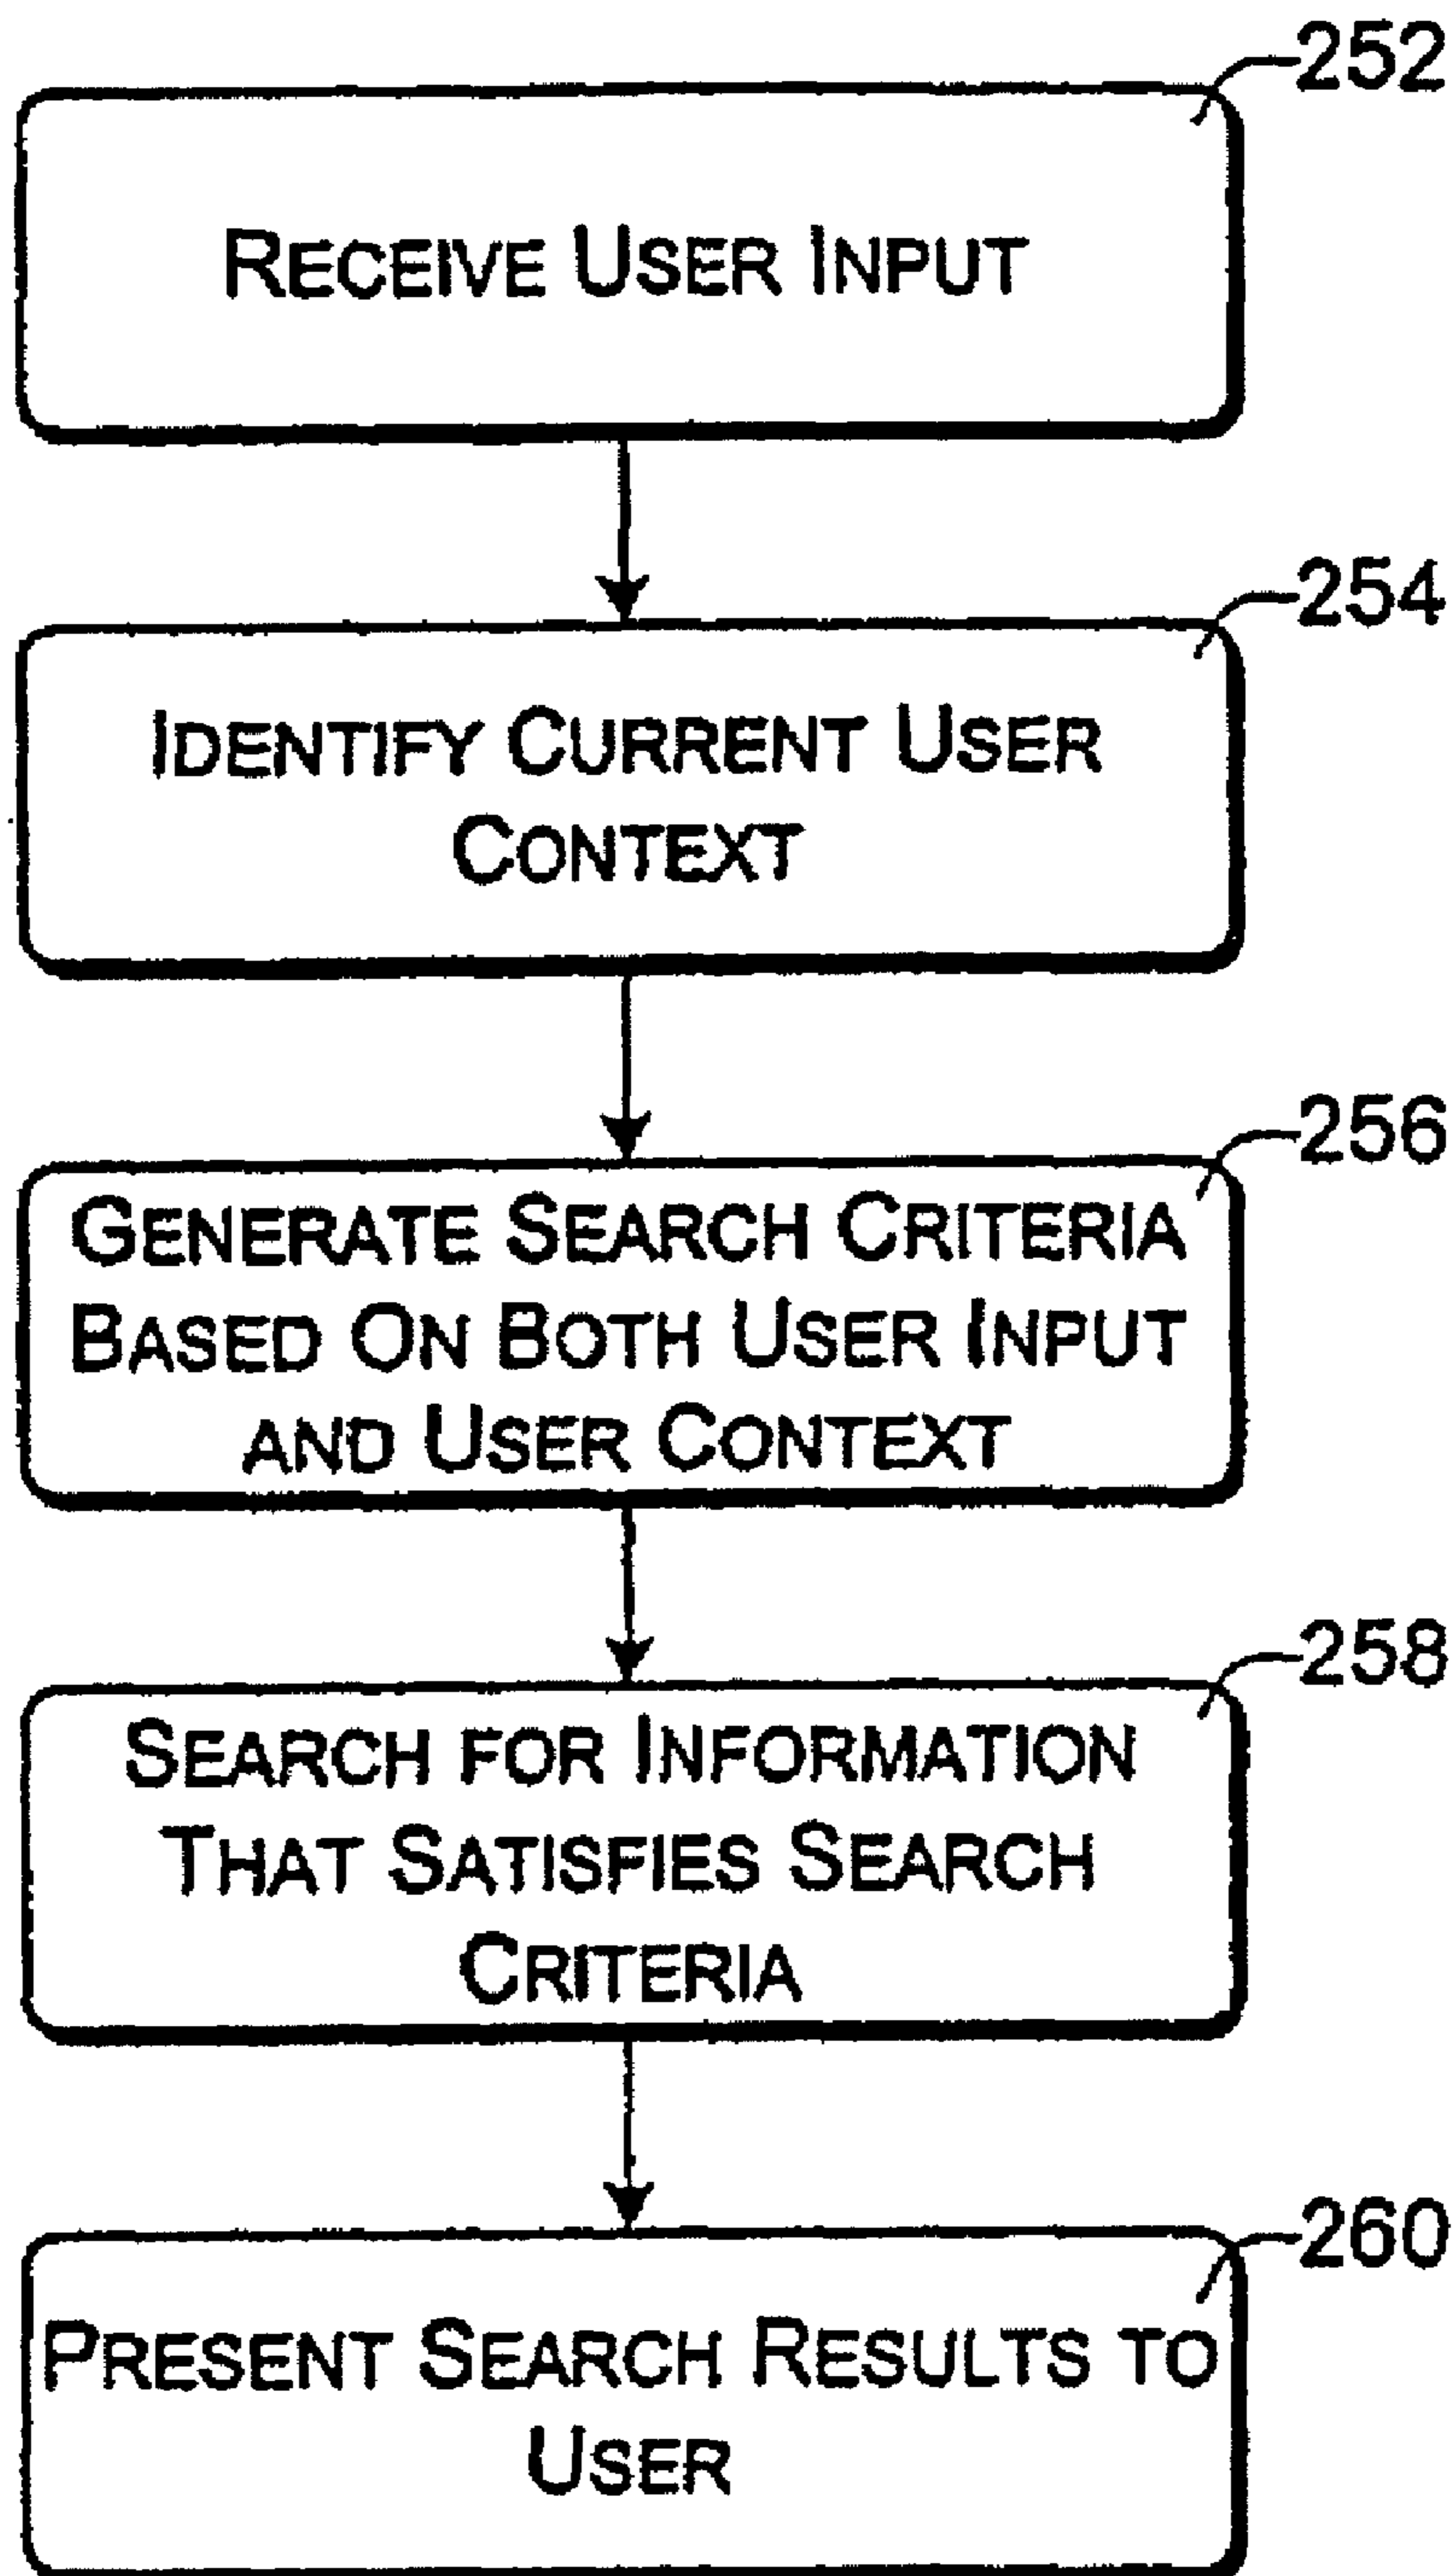 252
RECEIVE USER INPUT
254
IDENTIFY CURRENT USER
CONTEXT
256
GENERATE SEARCH CRITERIA
BASED ON BOTH USER INPUT
AND USER CONTEXT
258
SEARCH FOR INFORMATION
THAT SATISFIES SEARCH
CRITERIA
260
PRESENT SEARCH RESULTS TO
USER